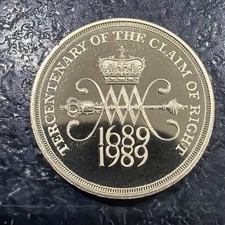 TERCENTENARY OF THE CLAIM OF RIGHT
1689
1989